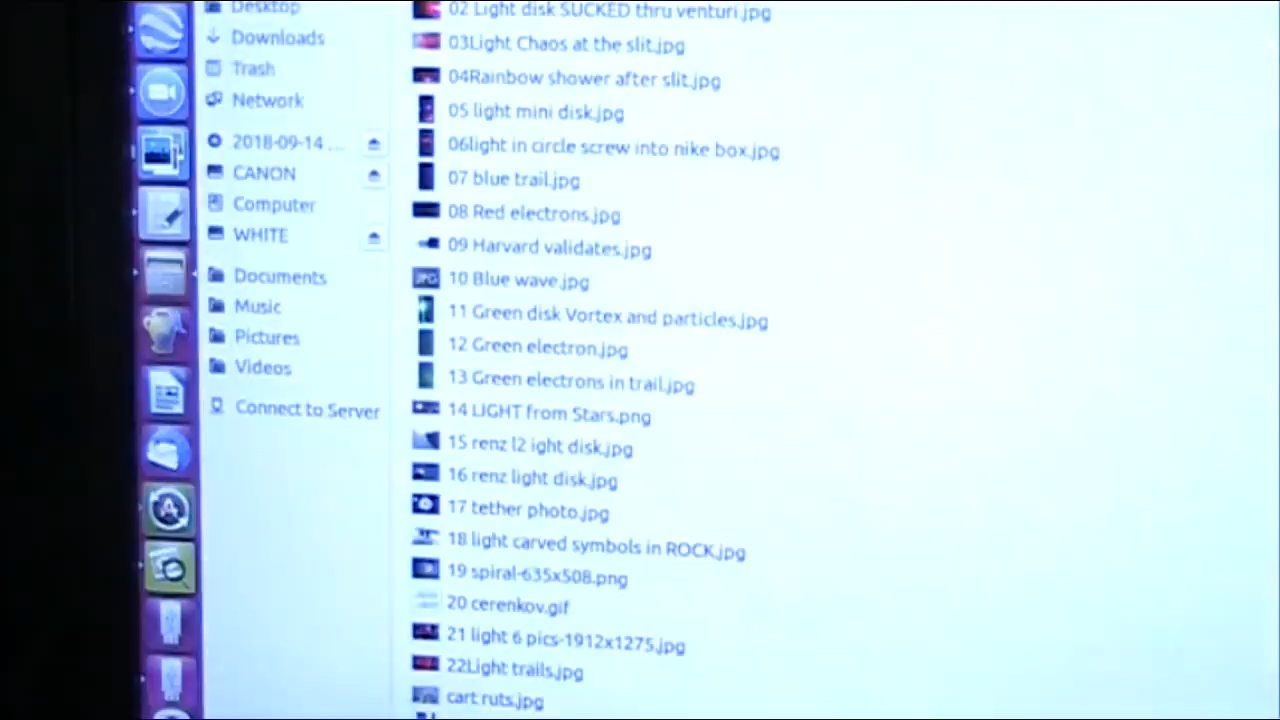 Desktop
Downloads
Trash
Network
2018-09-14 ...
CANON
Computer
WHITE
Documents
Music
Pictures
Videos
Connect to Server
02 Light disk SUCKED thru venturi.jpg
03Light Chaos at the slit.jpg
04Rainbow shower after slit.jpg
05 light mini disk.jpg
06light in circle screw into nike box.jpg
07 blue trail.jpg
08 Red electrons.jpg
09 Harvard validates.jpg
10 Blue wave.jpg
11 Green disk Vortex and particles.jpg
12 Green electron.jpg
13 Green electrons in trail.jpg
14 LIGHT from Stars.png
15 renz l2 ight disk.jpg
16 renz light disk.jpg
17 tether photo.jpg
18 light carved symbols in ROCK.jpg
19 spiral-635x508.png
20 cerenkov.gif
21 light 6 pics-1912x1275.jpg
22Light trails.jpg
cart ruts.jpg
JPG
A